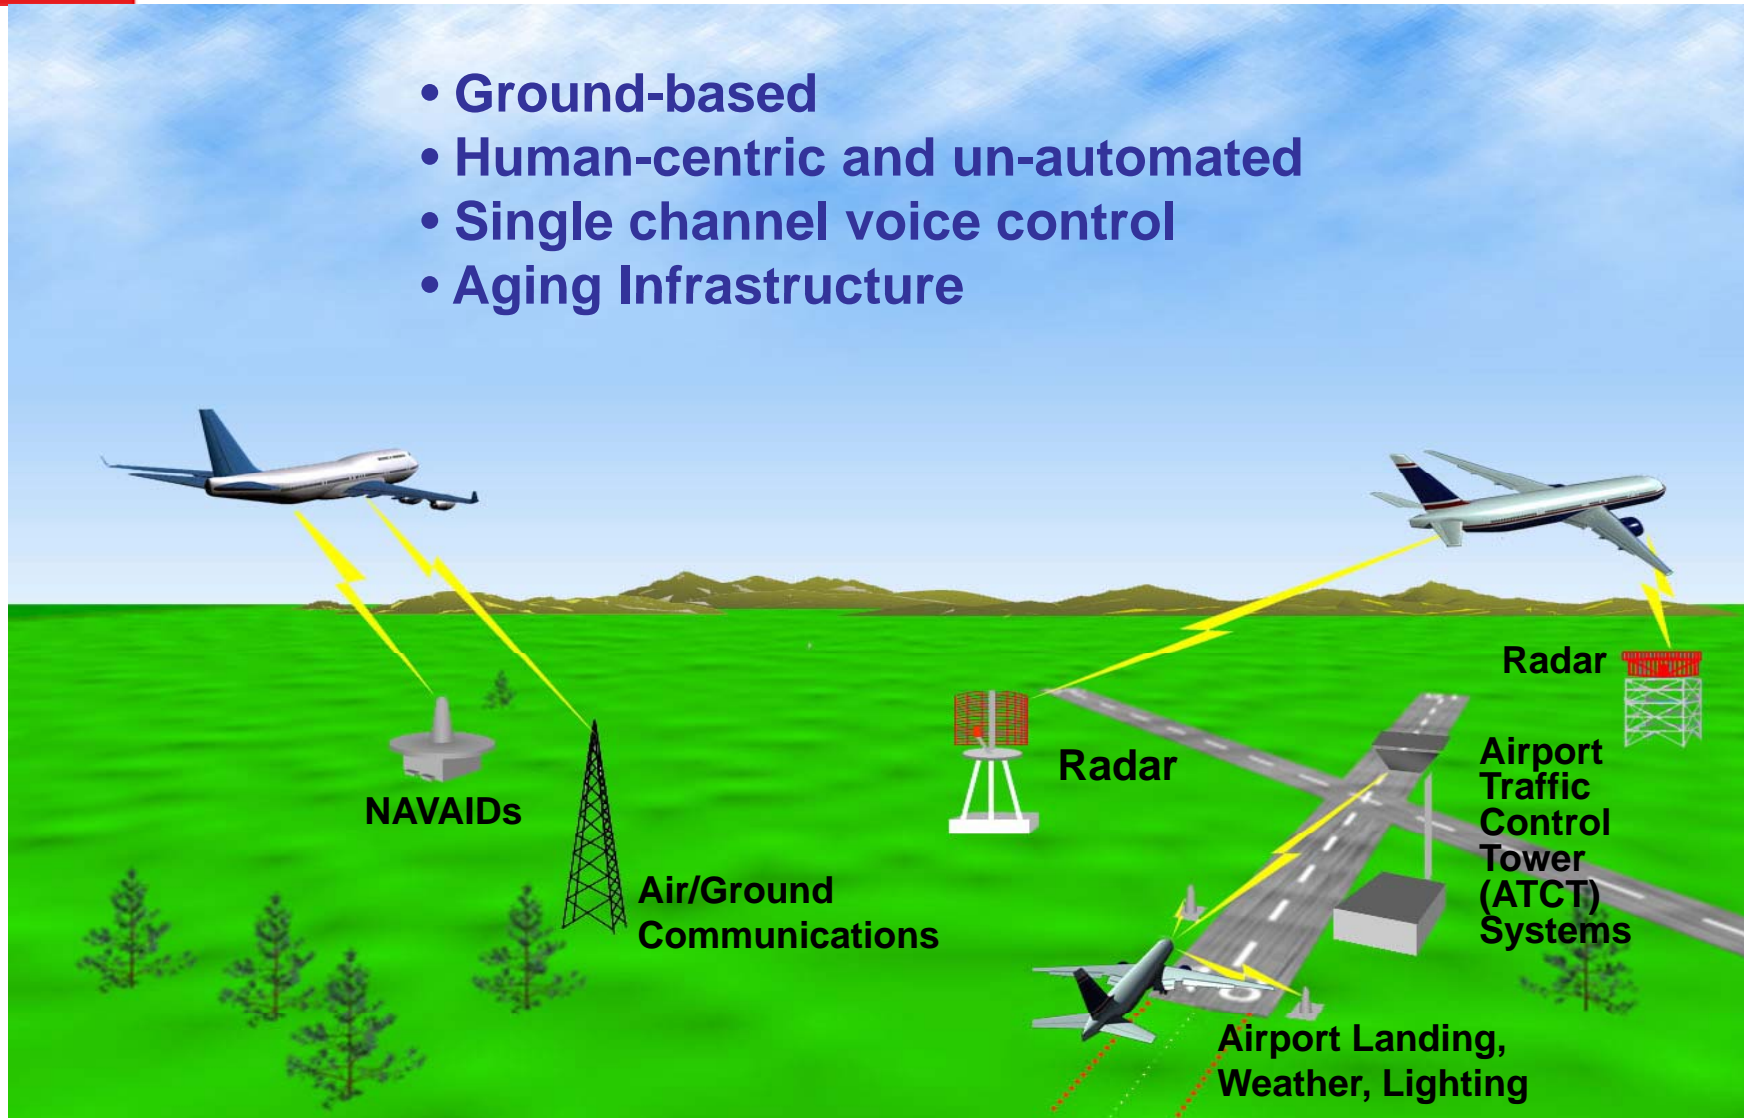 • Ground-based
• Human-centric and un-automated
• Single channel voice control
• Aging Infrastructure
Radar
Radar
Airport
Traffic
Control
Tower
(ATCT)
Systems
NAVAIDs
Air/Ground
Communications
Airport Landing,
Weather, Lighting